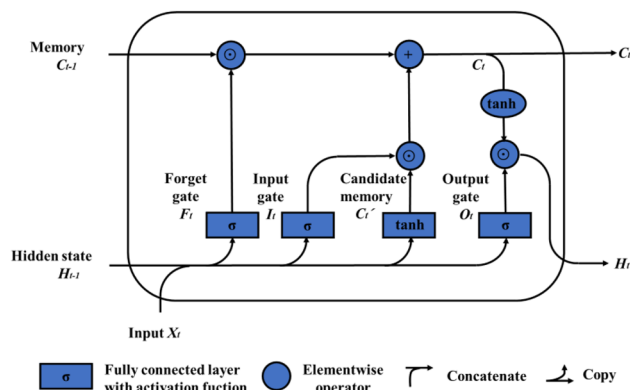 Memory
Ct-1
⊙
+
Ct
Ct
tanh
⊙
⊙
Forget
gate
Ft
Input
gate
It
Candidate
memory
Ct´
Output
gate
Ot
σ
σ
tanh
σ
Hidden state
Ht-1
Ht
Input Xt
σ
Fully connected layer
with activation fuction
Elementwise
operator
Concatenate
Copy